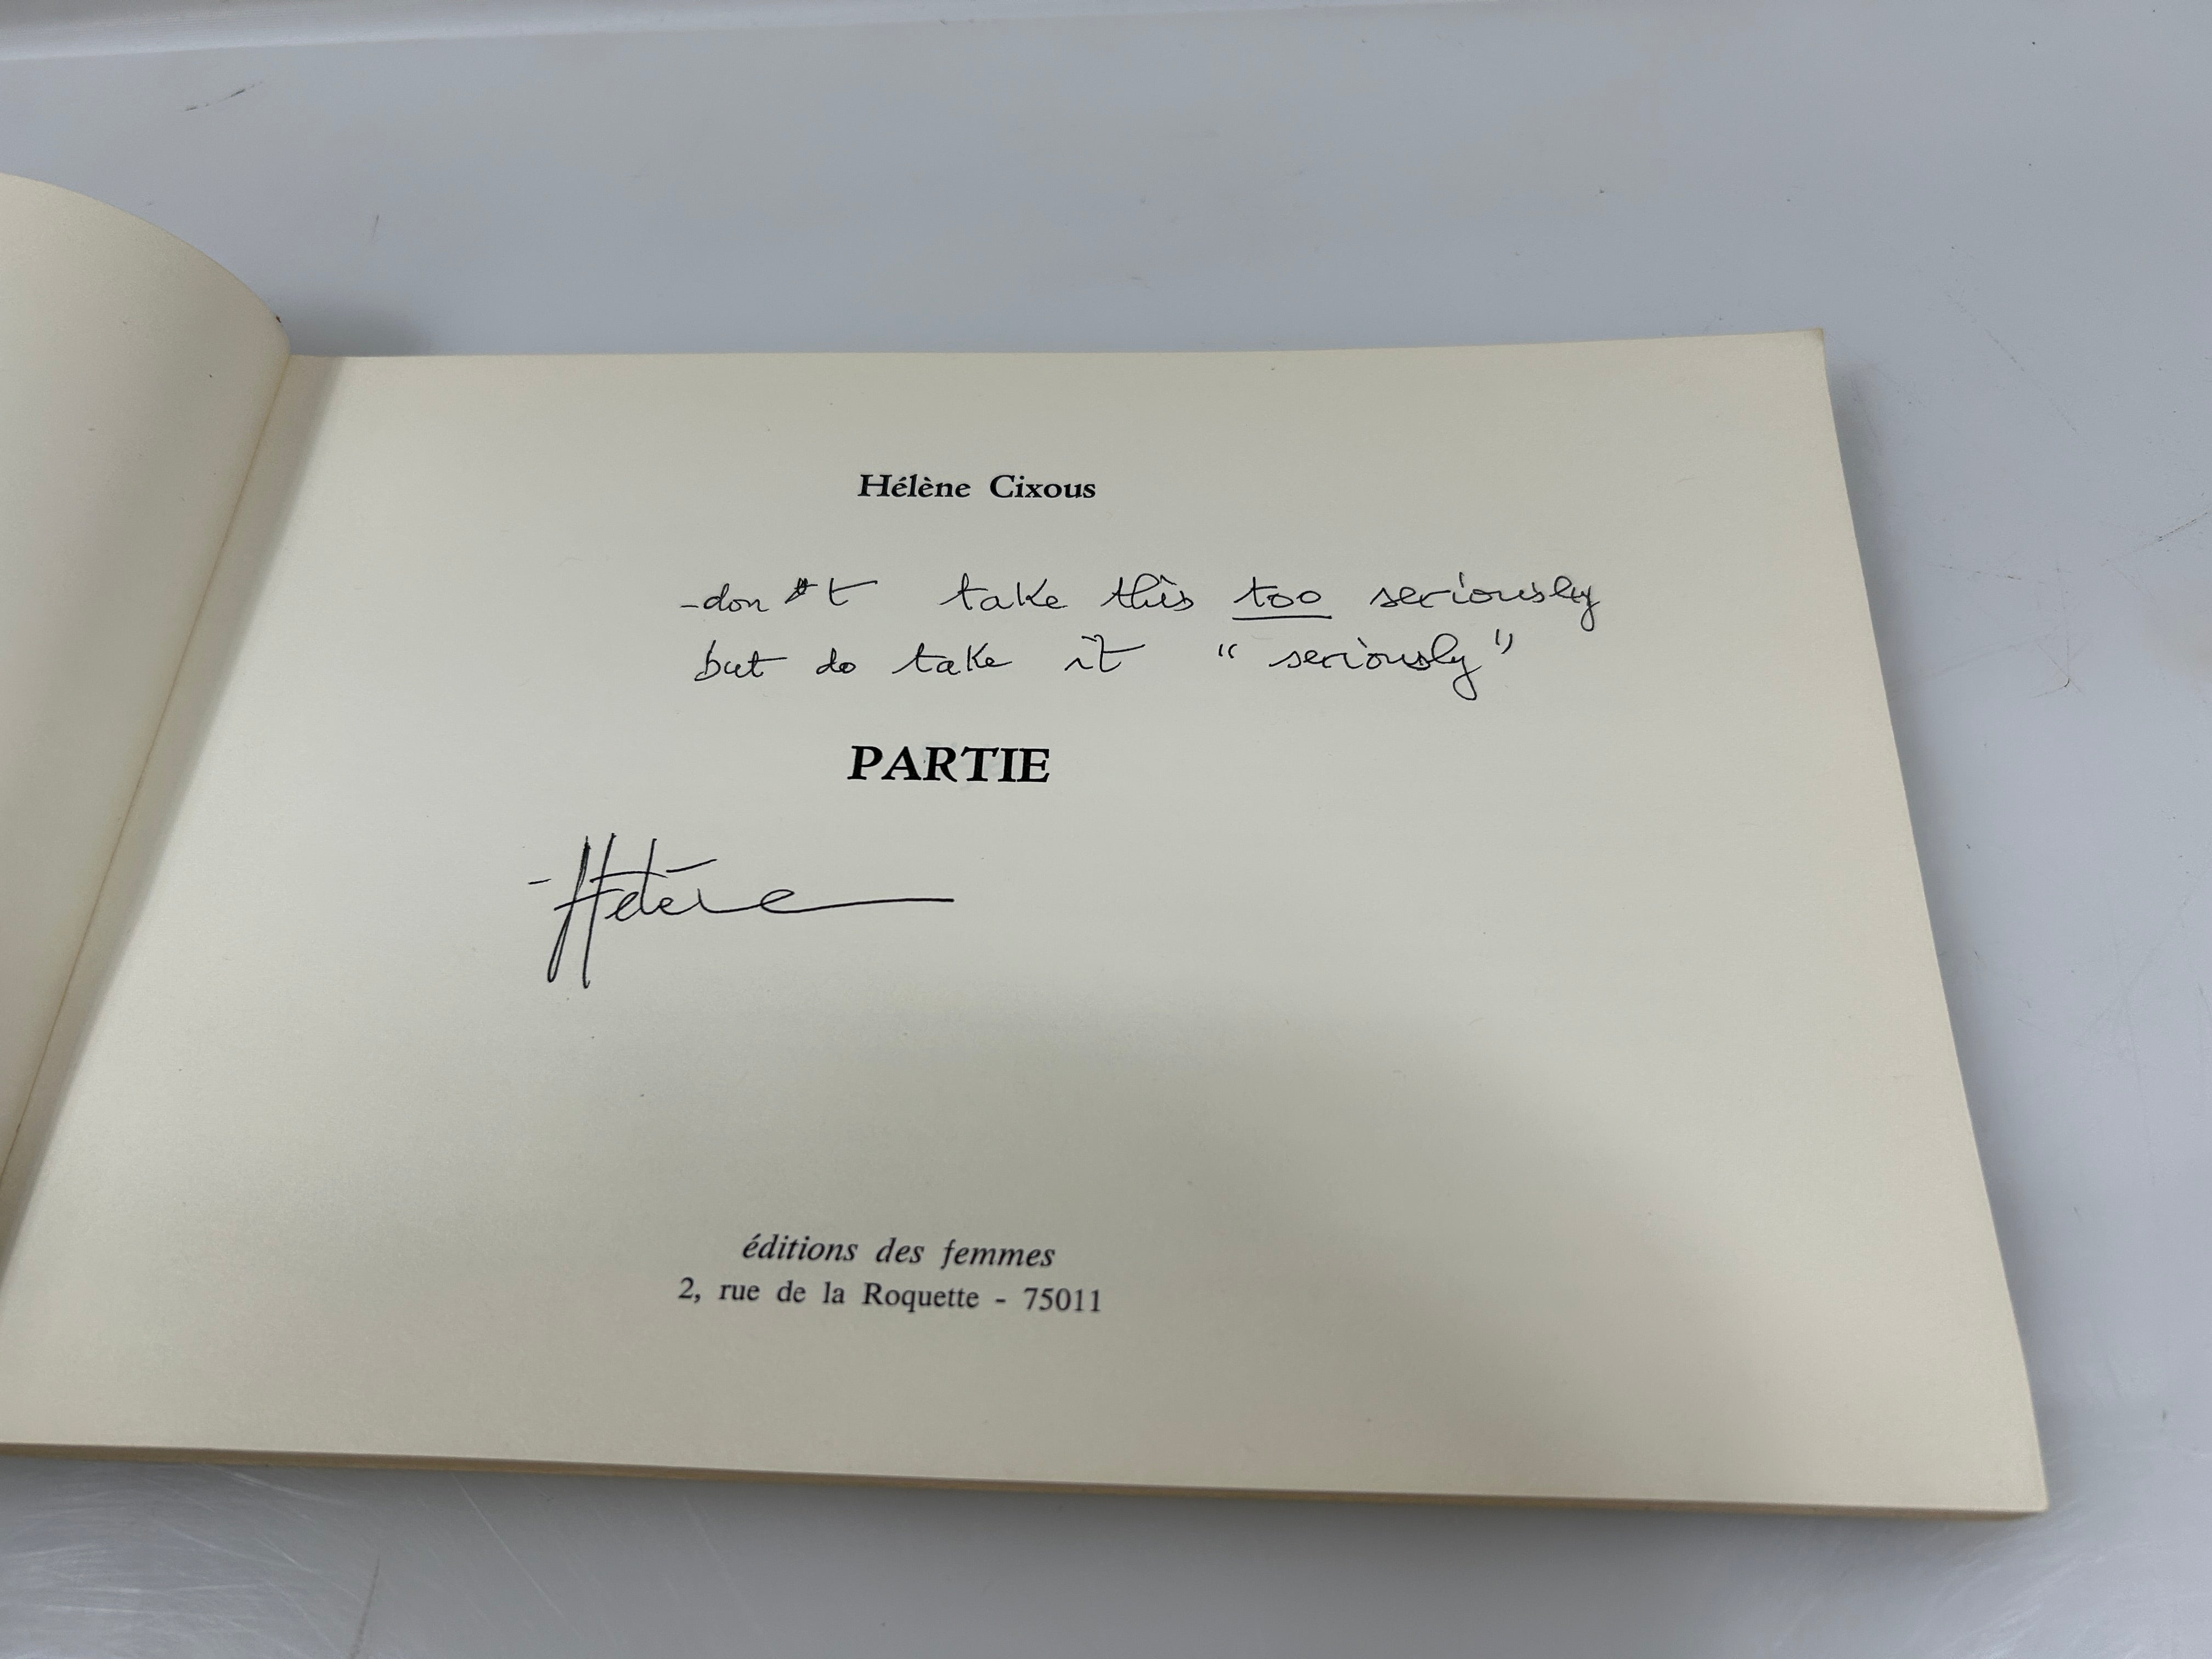 Hélène Cixous
-don't take this too seriously
but do take it "seriously"
PARTIE
-Hélène
éditions des femmes
2, rue de la Roquette - 75011